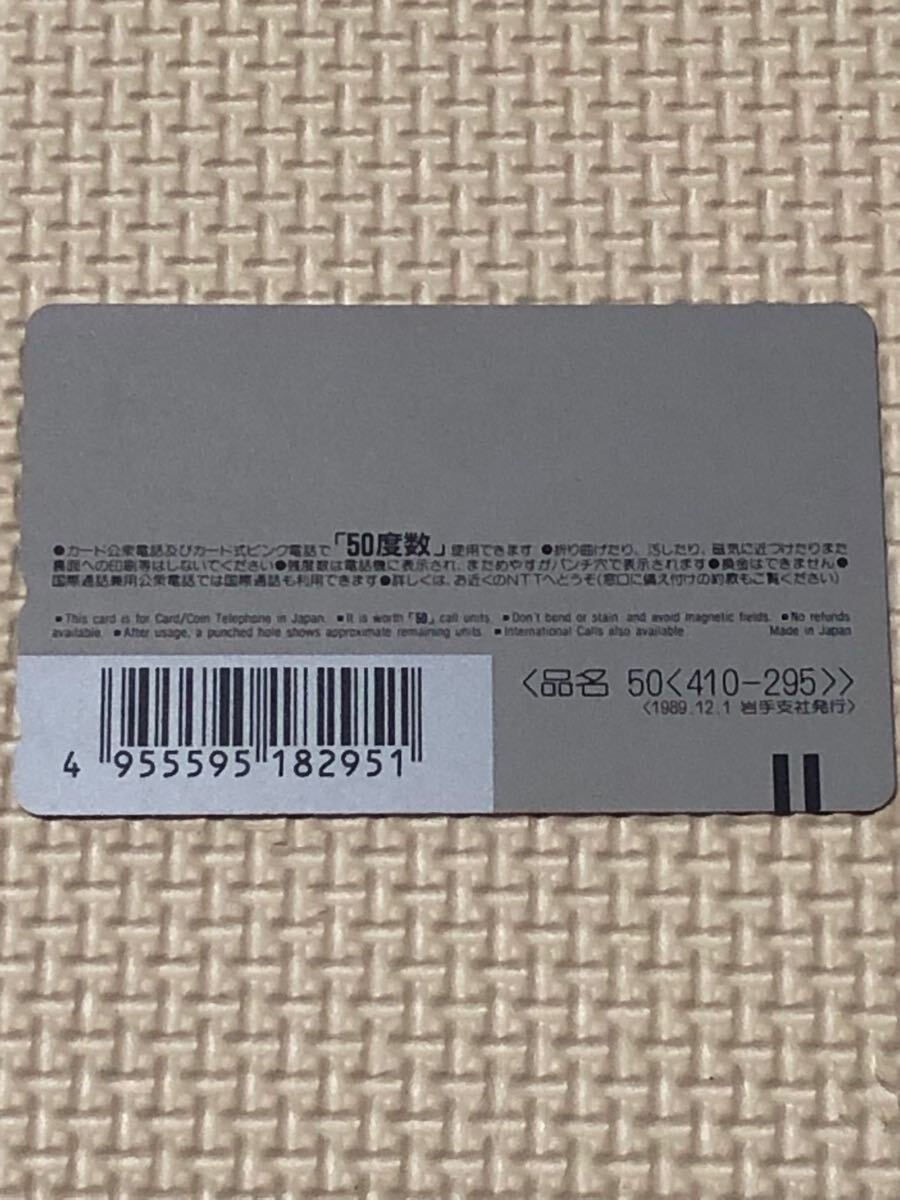 ●カード公衆電話及びカード式ピンク電話で「50度数」使用できます ●折り曲げたり、汚したり、磁気に近づけたりまた
裏面への印刷等はしないでください●残度数は電話機に表示され、まためやすがパンチ穴で表示されます●換金はできません●
国際通話兼用公衆電話では国際通話も利用できます●詳しくは、お近くのNTTへどうぞ(窓口に備え付けの約款もご覧ください)
■This card is for Card/Coin Telephone in Japan. ■It is worth「50」call units. ■Don't bend or stain and avoid magnetic fields. ■No refunds
available. ■After usage, a punched hole shows approximate remaining units. ■International Calls also available. Made in Japan
<品名 50<410-295>>
<1989.12.1 岩手支社発行>
4 955595 182951